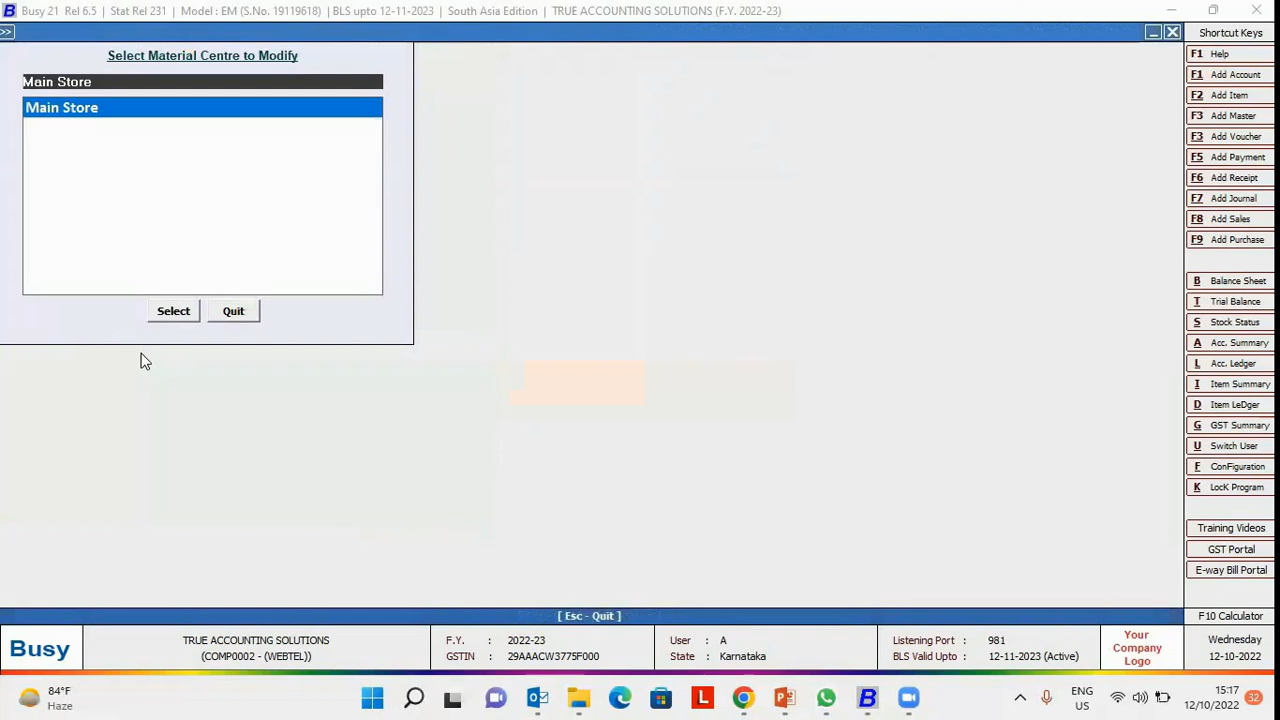 Busy 21 Rel 6.5 | Stat Rel 231 | Model : EM (S.No. 19119618) | BLS upto 12-11-2023 | South Asia Edition | TRUE ACCOUNTING SOLUTIONS (F.Y. 2022-23)
>>
Select Material Centre to Modify
Main Store
Main Store
Select
Quit
Shortcut Keys
F1 Help
F1 Add Account
F2 Add Item
F3 Add Master
F3 Add Voucher
F5 Add Payment
F6 Add Receipt
F7 Add Journal
F8 Add Sales
F9 Add Purchase
B Balance Sheet
T Trial Balance
S Stock Status
A Acc. Summary
L Acc. Ledger
I Item Summary
D Item LeDger
G GST Summary
U Switch User
F ConFiguration
K LocK Program
Training Videos
GST Portal
E-way Bill Portal
[ Esc - Quit ]
F10 Calculator
Busy
TRUE ACCOUNTING SOLUTIONS
(COMP0002 - (WEBTEL))
F.Y. : 2022-23
GSTIN : 29AAACW3775F000
User : A
State : Karnataka
Listening Port : 981
BLS Valid Upto : 12-11-2023 (Active)
Your
Company
Logo
Wednesday
12-10-2022
84°F
Haze
L
B
ENG
US
15:17
12/10/2022
32